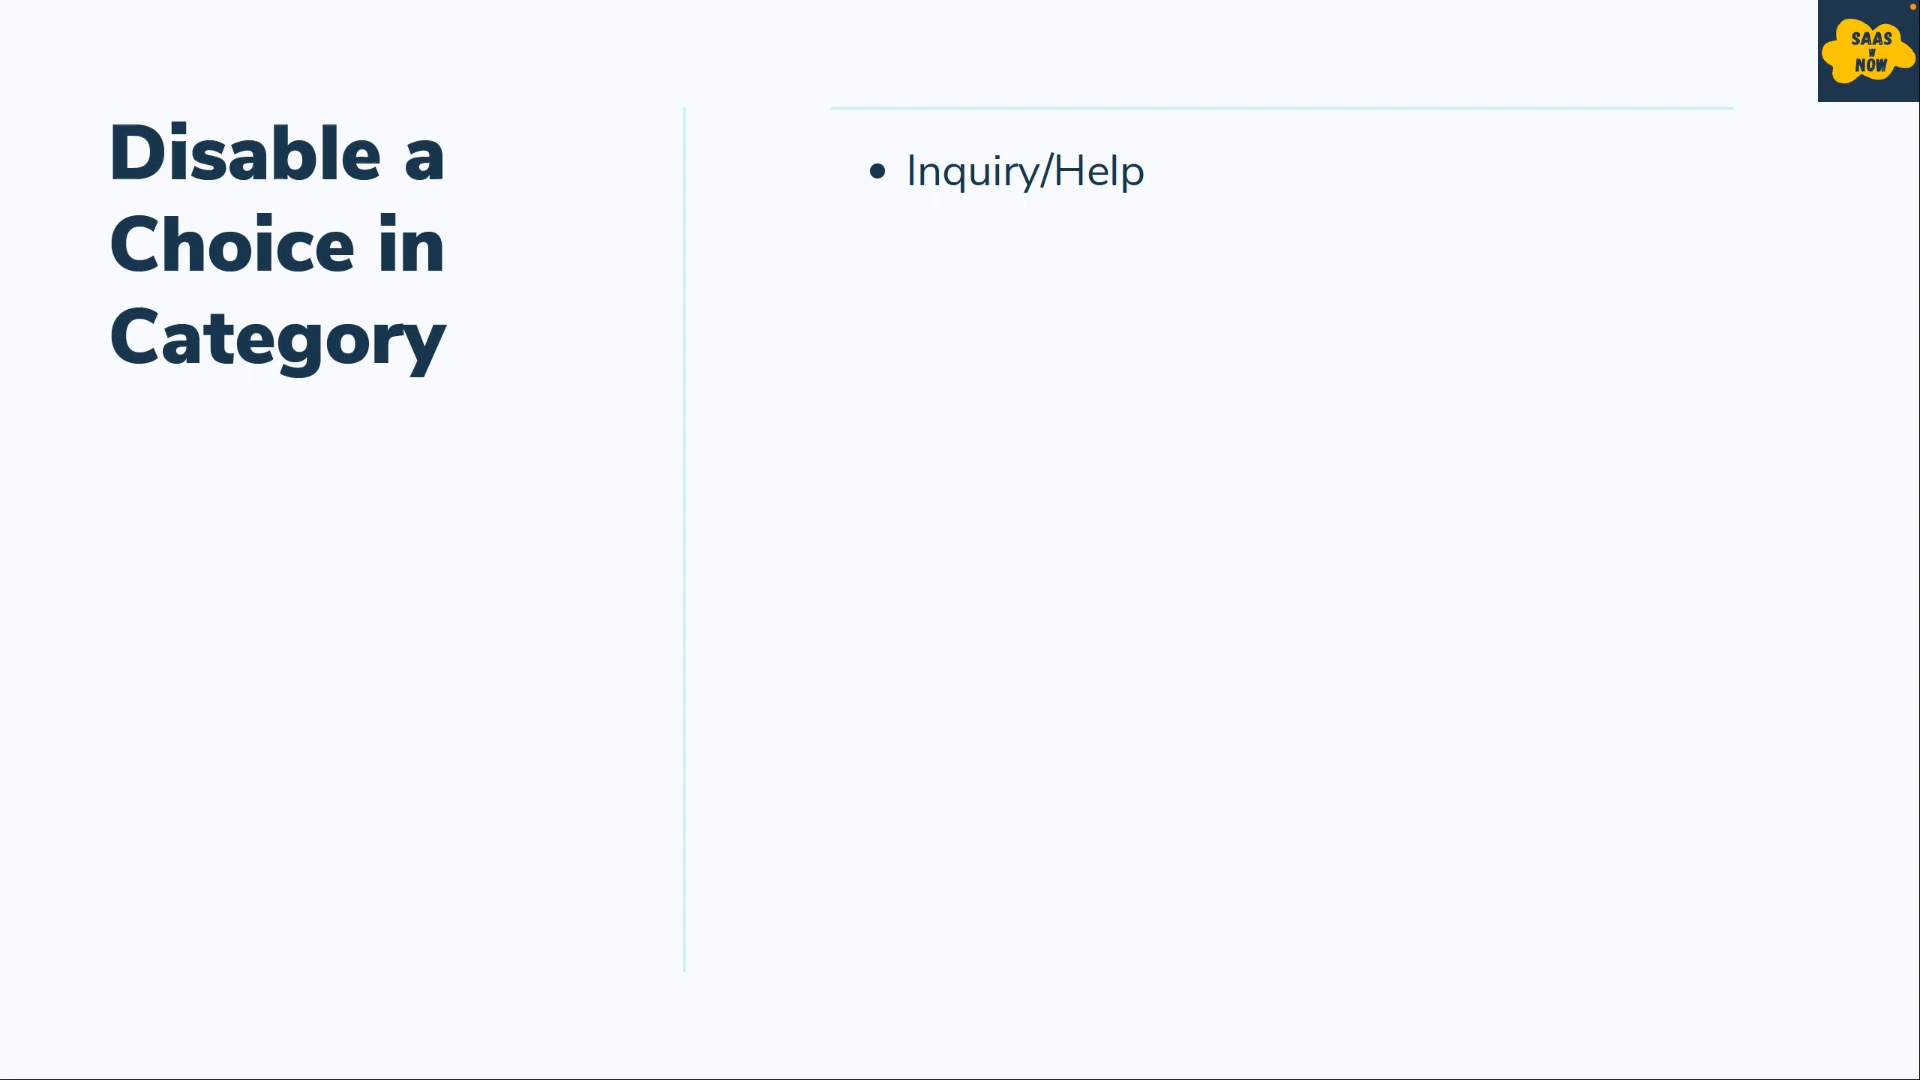 Disable a
Choice in
Category
• Inquiry/Help
SAAS
W
NOW